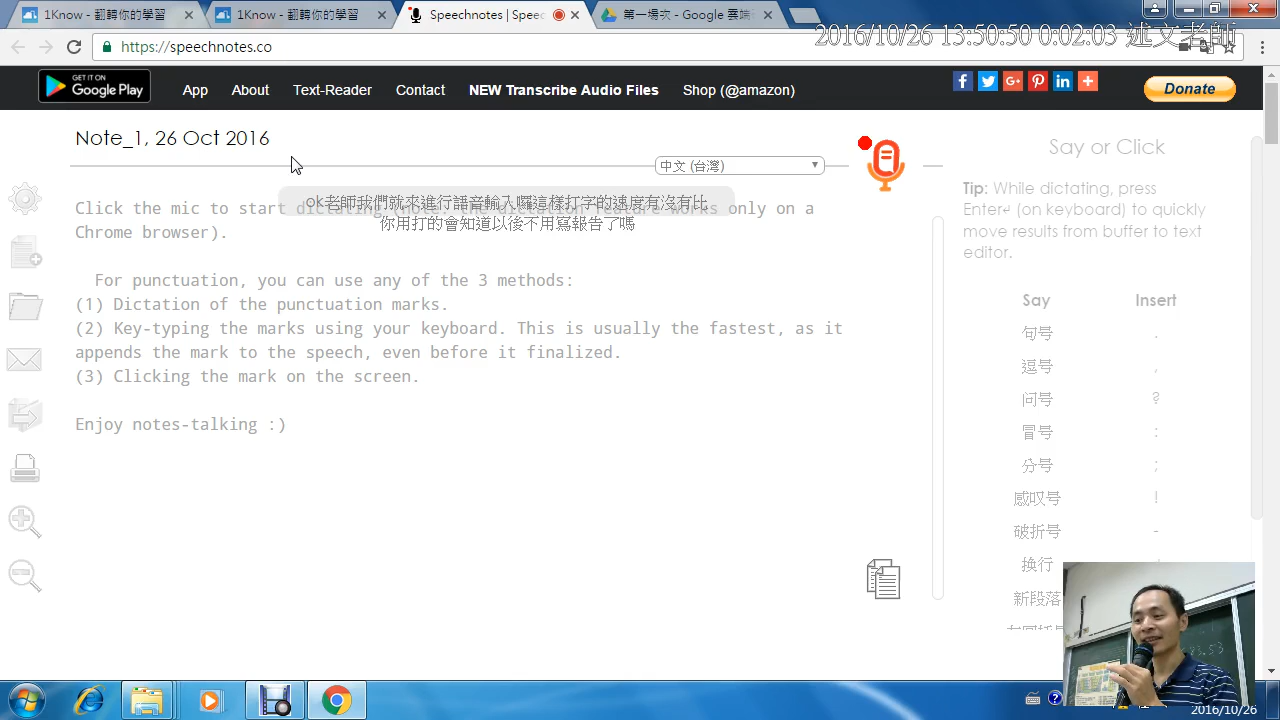 1Know - 翻轉你的學習
1Know - 翻轉你的學習
Speechnotes | Speec
第一場次 - Google 雲端
https://speechnotes.co
2016/10/26 13:50:50 0:02:03 述文老師
GET IT ON
Google Play
App
About
Text-Reader
Contact
NEW Transcribe Audio Files
Shop (@amazon)
Donate
Note_1, 26 Oct 2016
中文 (台灣)
ok老師我們就來進行語音輸入嘛怎樣打字的速度有沒有比
你用打的會知道以後不用寫報告了嗎
Click the mic to start dictating only on a
Chrome browser).
For punctuation, you can use any of the 3 methods:
(1) Dictation of the punctuation marks.
(2) Key-typing the marks using your keyboard. This is usually the fastest, as it
appends the mark to the speech, even before it finalized.
(3) Clicking the mark on the screen.
Enjoy notes-talking :)
Say or Click
Tip: While dictating, press
Enter↵ (on keyboard) to quickly
move results from buffer to text
editor.
Say Insert
句号 .
逗号 ,
问号 ?
冒号 :
分号 ;
感叹号 !
破折号 -
换行
新段落
2016/10/26